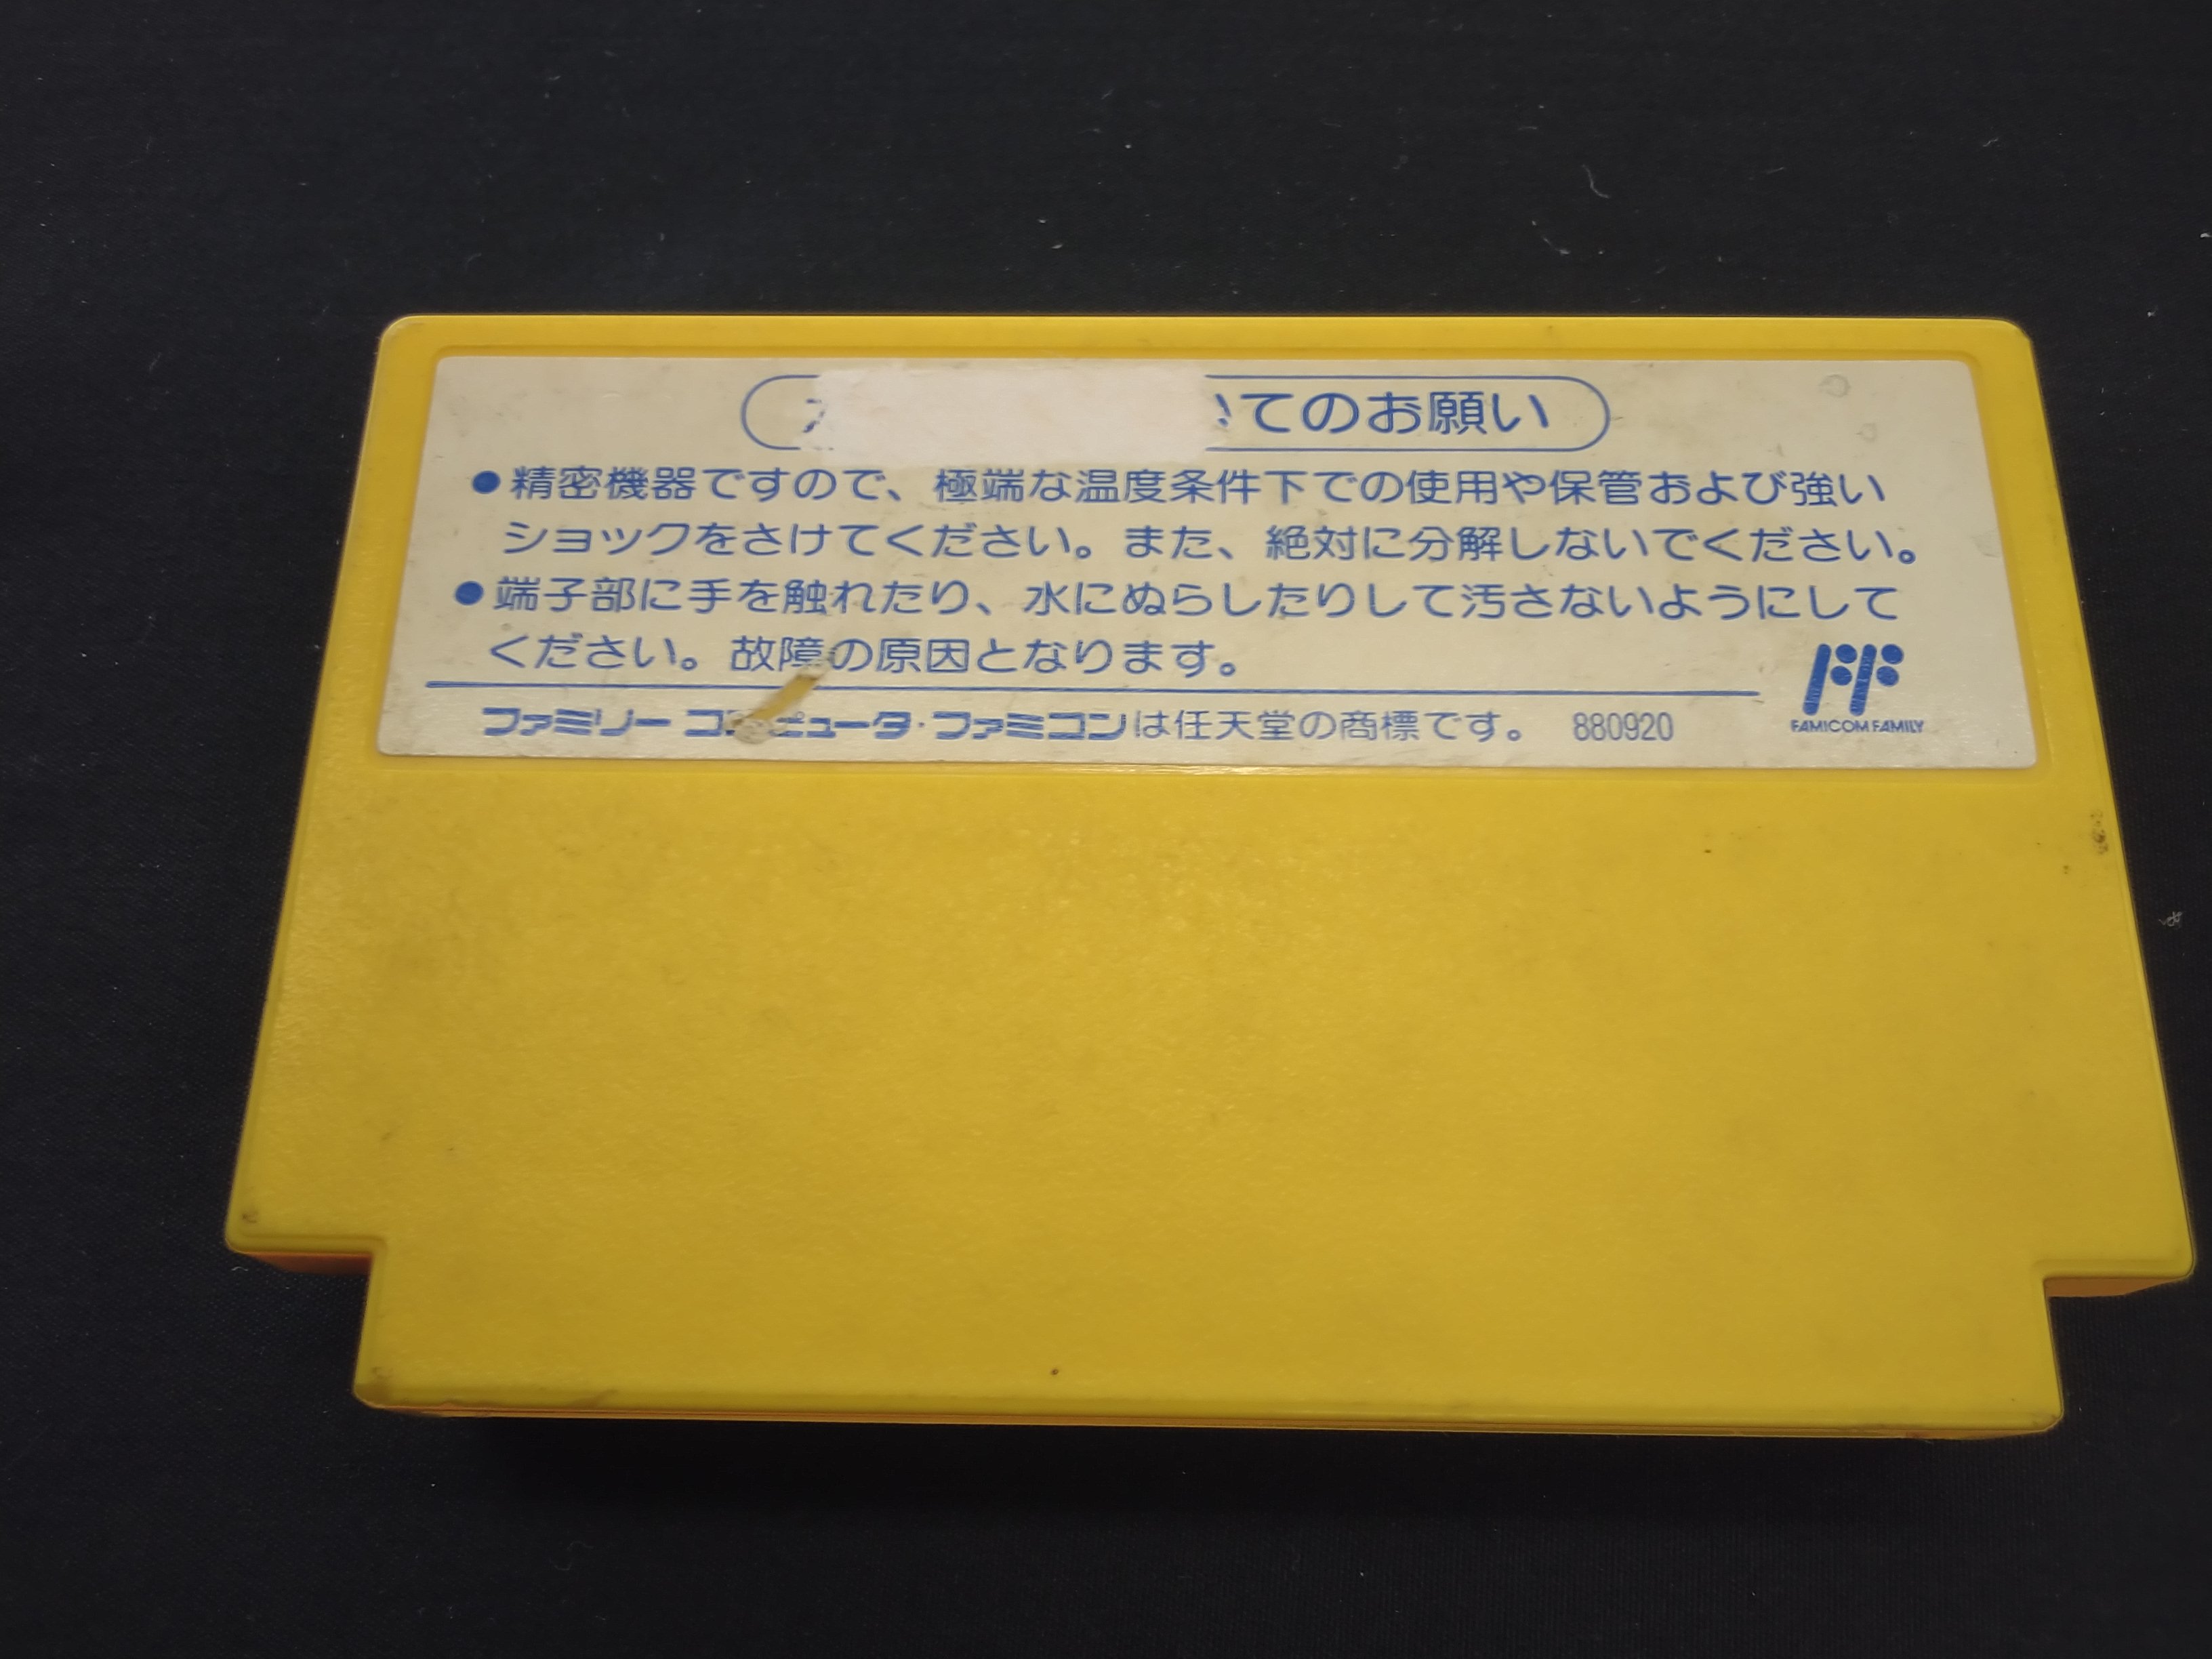 てのお願い
●精密機器ですので、極端な温度条件下での使用や保管および強い
ショックをさけてください。また、絶対に分解しないでください。
●端子部に手を触れたり、水にぬらしたりして汚さないようにして
ください。故障の原因となります。
ファミリー コンピュータ・ファミコンは任天堂の商標です。 880920
FAMICOM FAMILY